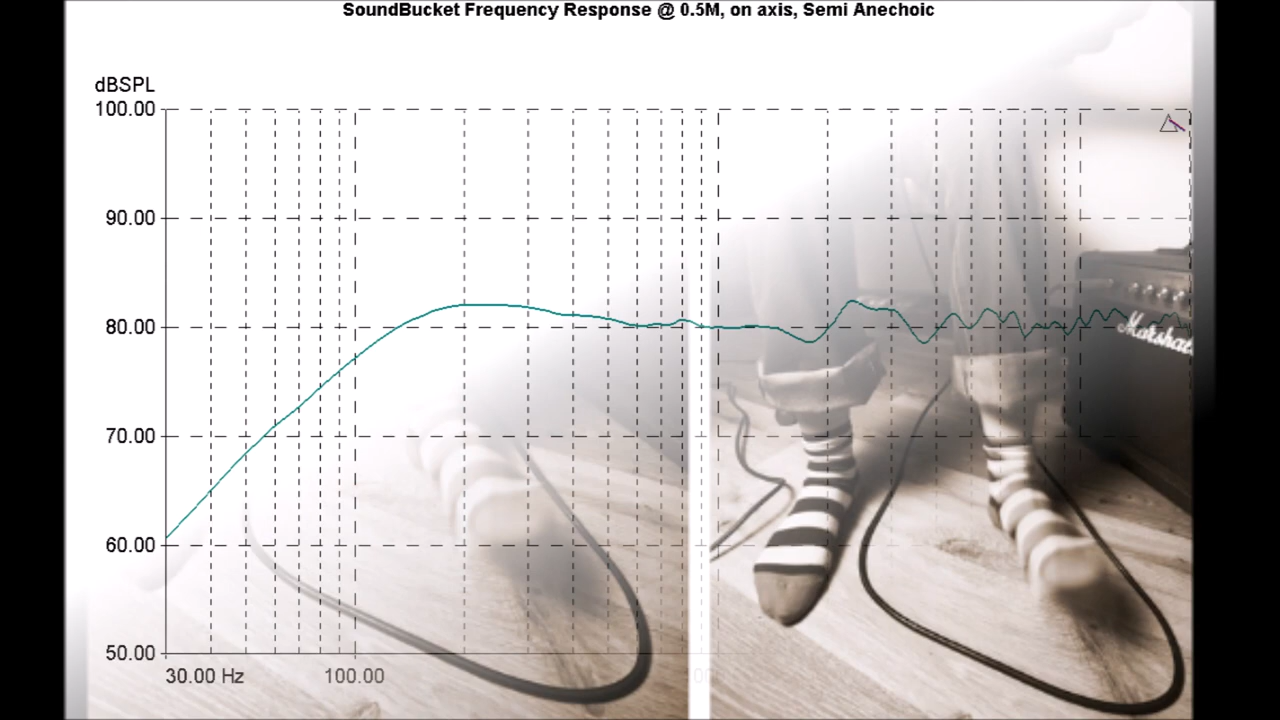 SoundBucket Frequency Response @ 0.5M, on axis, Semi Anechoic
dBSPL
100.00
90.00
80.00
70.00
60.00
50.00
30.00 Hz
100.00